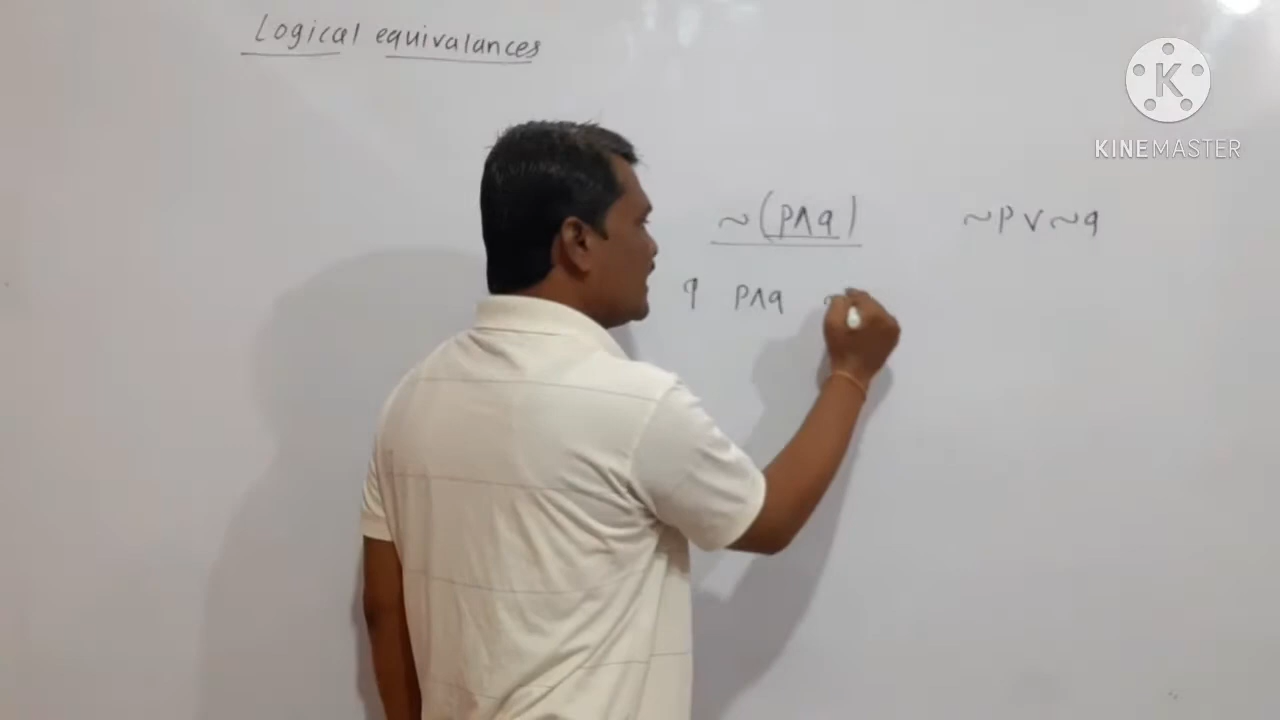 Logical equivalances
K
KINEMASTER
~(p∧q) ~p∨~q
q p∧q ~